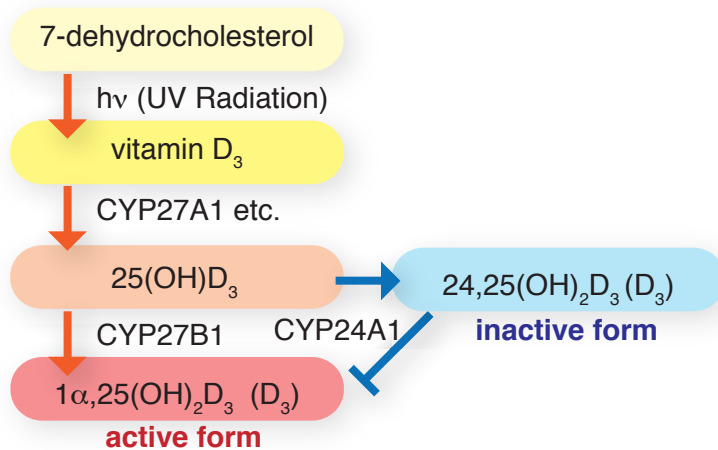 7-dehydrocholesterol
hν (UV Radiation)
vitamin D₃
CYP27A1 etc.
25(OH)D₃
24,25(OH)₂D₃ (D₃)
CYP27B1
CYP24A1
inactive form
1α,25(OH)₂D₃ (D₃)
active form